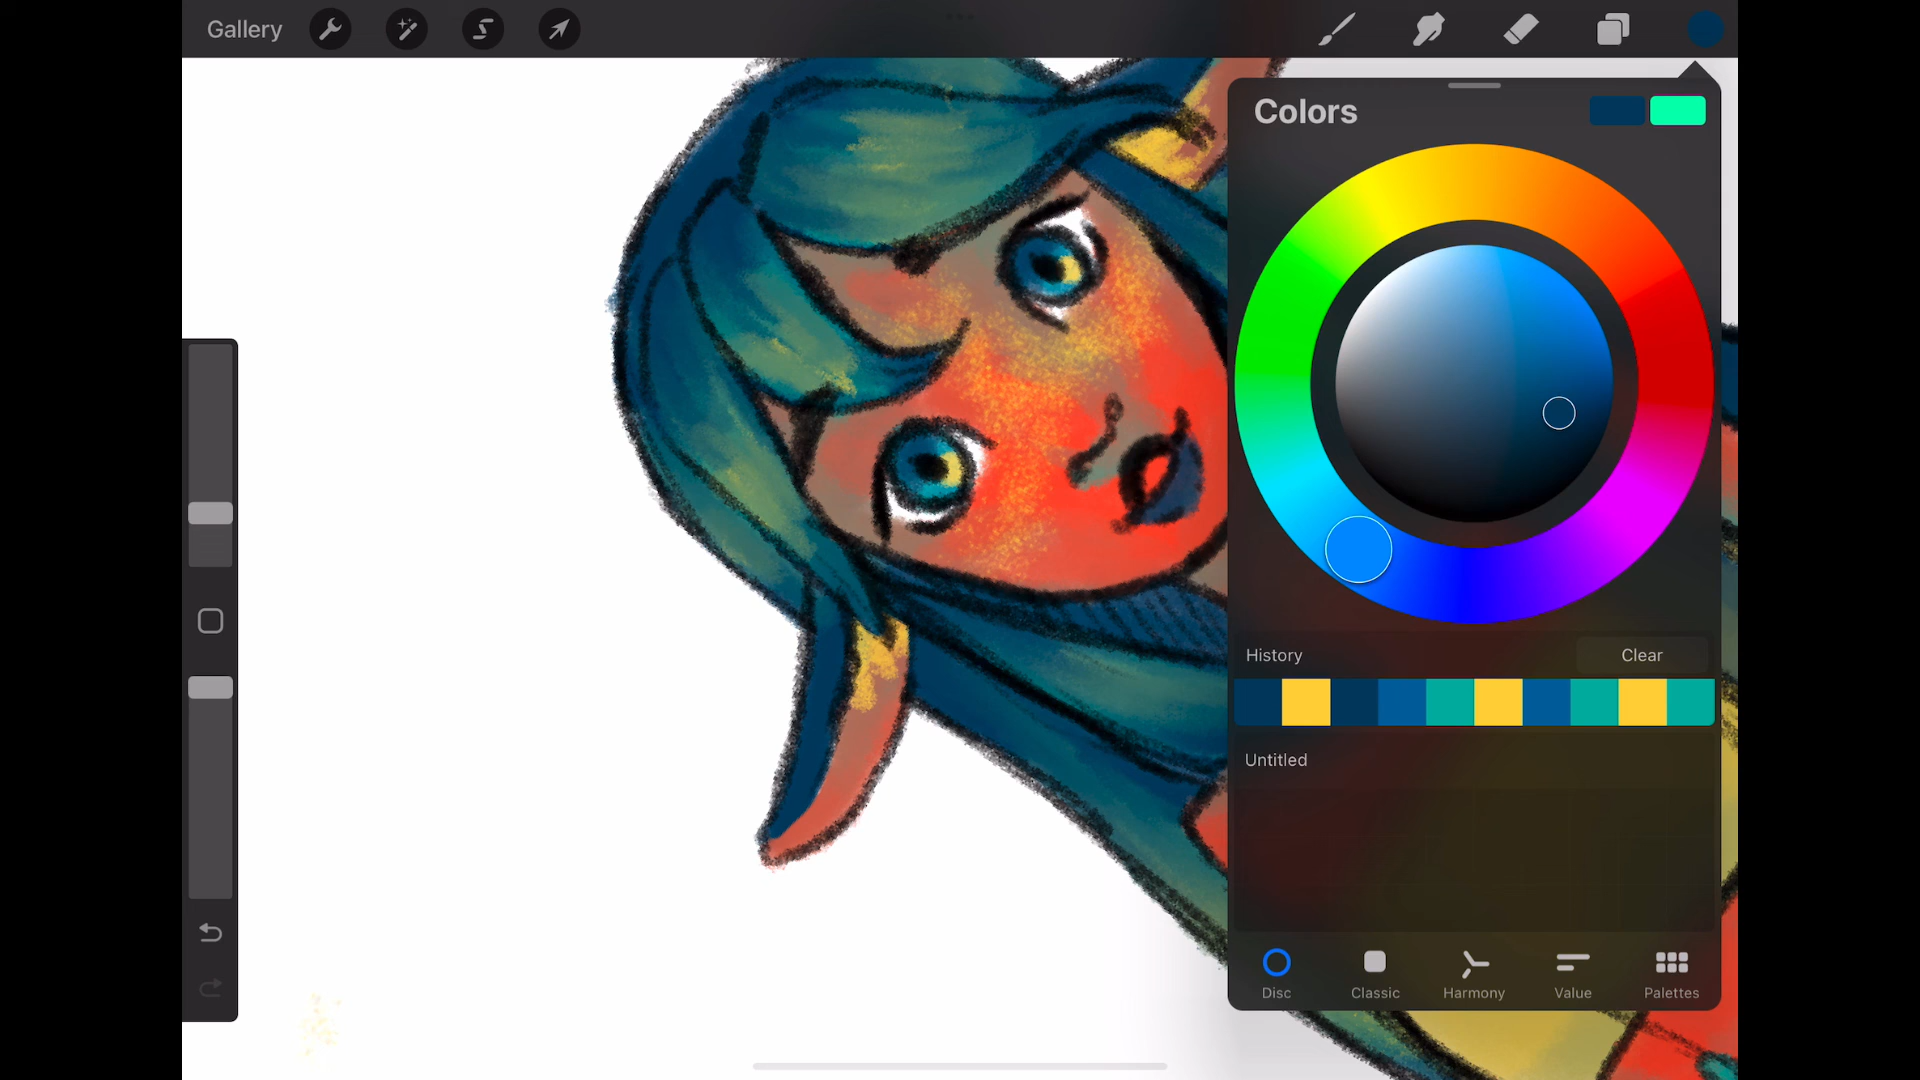 Gallery
Colors
History
Clear
Untitled
Disc
Classic
Harmony
Value
Palettes